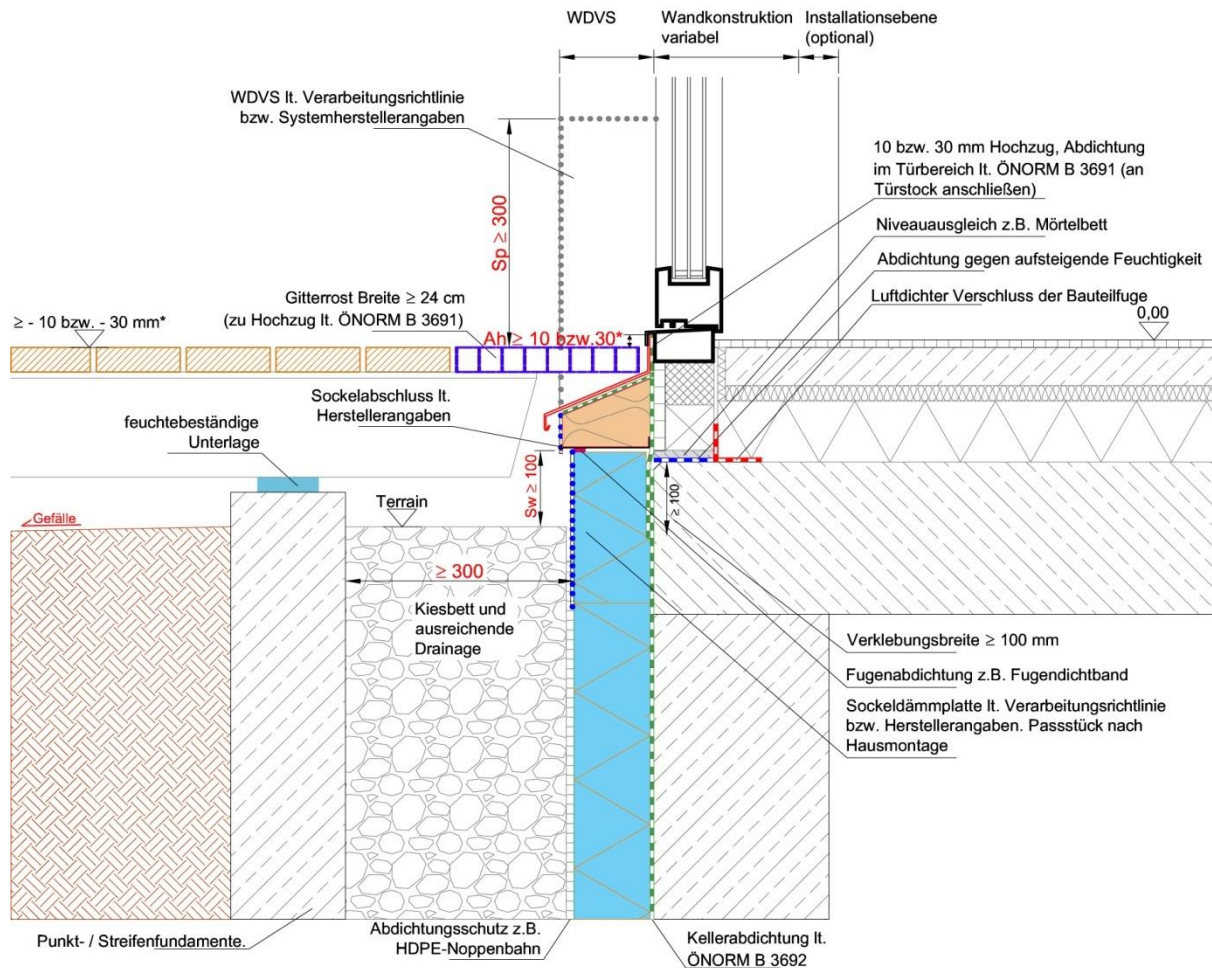 WDVS
Wandkonstruktion
variabel
Installationsebene
(optional)
WDVS lt. Verarbeitungsrichtlinie
bzw. Systemherstellerangaben
10 bzw. 30 mm Hochzug, Abdichtung
im Türbereich lt. ÖNORM B 3691 (an
Türstock anschließen)
Sp ≥ 300
Niveauausgleich z.B. Mörtelbett
Abdichtung gegen aufsteigende Feuchtigkeit
Luftdichter Verschluss der Bauteilfuge
0,00
Gitterrost Breite ≥ 24 cm
(zu Hochzug lt. ÖNORM B 3691)
≥ - 10 bzw. - 30 mm*
Ah ≥ 10 bzw.30*
Sockelabschluss lt.
Herstellerangaben
feuchtebeständige
Unterlage
Sw ≥ 100
≥ 100
Terrain
Gefälle
≥ 300
Kiesbett und
ausreichende
Drainage
Verklebungsbreite ≥ 100 mm
Fugenabdichtung z.B. Fugendichtband
Sockeldämmplatte lt. Verarbeitungsrichtlinie
bzw. Herstellerangaben. Passstück nach
Hausmontage
Punkt- / Streifenfundamente.
Abdichtungsschutz z.B.
HDPE-Noppenbahn
Kellerabdichtung lt.
ÖNORM B 3692